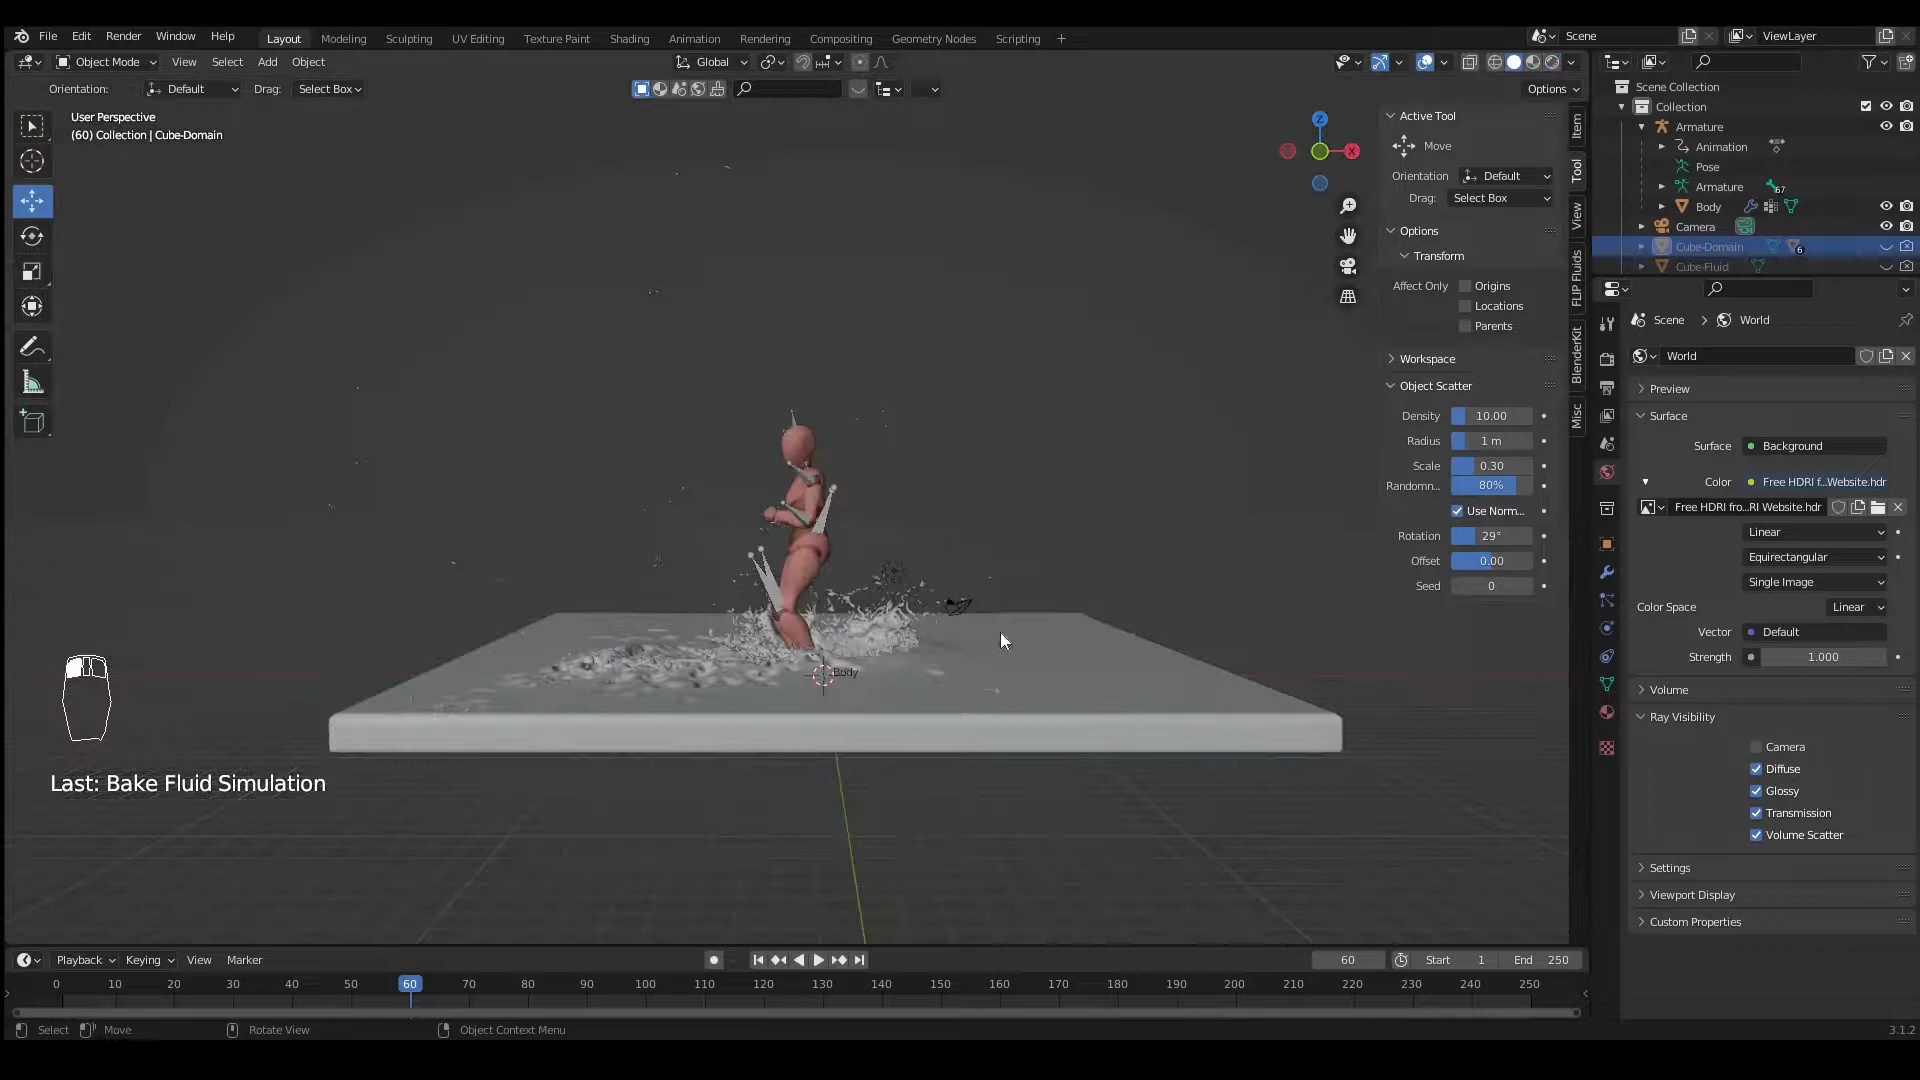 File Edit Render Window Help Layout Modeling Sculpting UV Editing Texture Paint Shading Animation Rendering Compositing Geometry Nodes Scripting + Scene ViewLayer
Object Mode View Select Add Object Global
Orientation: Default Drag: Select Box Options
User Perspective
(60) Collection | Cube-Domain
Z
X
Active Tool
Move
Orientation Default
Drag: Select Box
Options
Transform
Affect Only Origins
Locations
Parents
Workspace
Object Scatter
Density 10.00
Radius 1 m
Scale 0.30
Randomn... 80%
Use Norm...
Rotation 29°
Offset 0.00
Seed 0
Item
Tool
View
FLIP Fluids
BlenderKit
Misc
Scene Collection
Collection
Armature
Animation
Pose
Armature 67
Body
Camera
Cube-Domain 6
Cube-Fluid
Scene > World
World
Preview
Surface
Surface Background
Color Free HDRI f...Website.hdr
Free HDRI fro...RI Website.hdr
Linear
Equirectangular
Single Image
Color Space Linear
Vector Default
Strength 1.000
Volume
Ray Visibility
Camera
Diffuse
Glossy
Transmission
Volume Scatter
Settings
Viewport Display
Custom Properties
Body
Last: Bake Fluid Simulation
Playback Keying View Marker 60 Start 1 End 250
0 10 20 30 40 50 60 70 80 90 100 110 120 130 140 150 160 170 180 190 200 210 220 230 240 250
Select Move Rotate View Object Context Menu 3.1.2